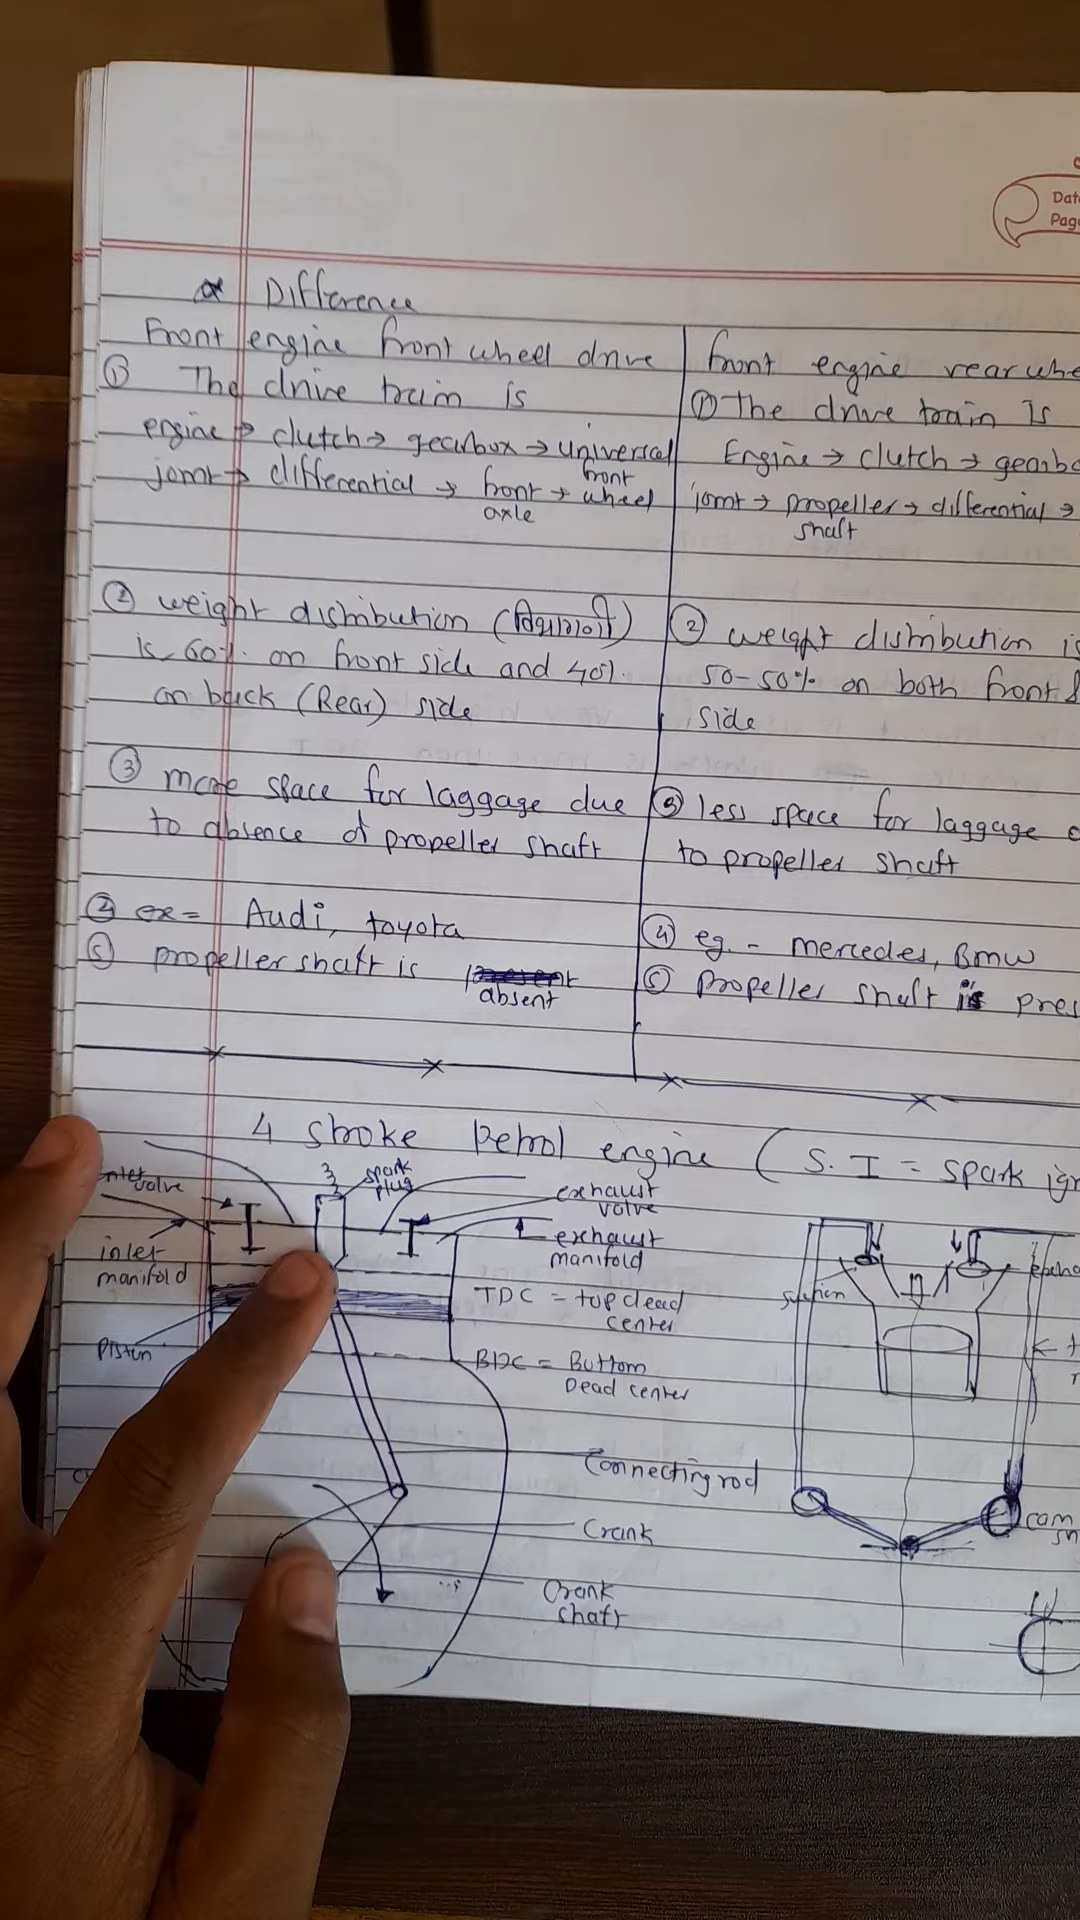 Date
Page
Difference
Front engine front wheel drive
① The drive train is
engine → clutch → gearbox → universal
joint → differential → front axle → front wheel
② weight distribution (विभागणी)
is 60% on front side and 40%
on back (Rear) side
③ more space for laggage due
to absence of propeller shaft
④ ex = Audi, toyota
⑤ propeller shaft is absent
front engine rear whe
① The drive train Is
Engine → clutch → gearbo
joint → propeller shaft → differential →
② weight distribution is
50-50% on both front &
side
③ less space for laggage
to propeller shaft
④ eg. - mercedes, Bmw
⑤ Propeller shaft is pres
4 stroke Petrol engine (S.I = spark ign
inlet valve
spark plug
exhaust valve
inlet manifold
exhaust manifold
TDC = top dead center
Piston
BDC = Buttom Dead center
Connecting rod
Crank
Crank shaft
suction
cam